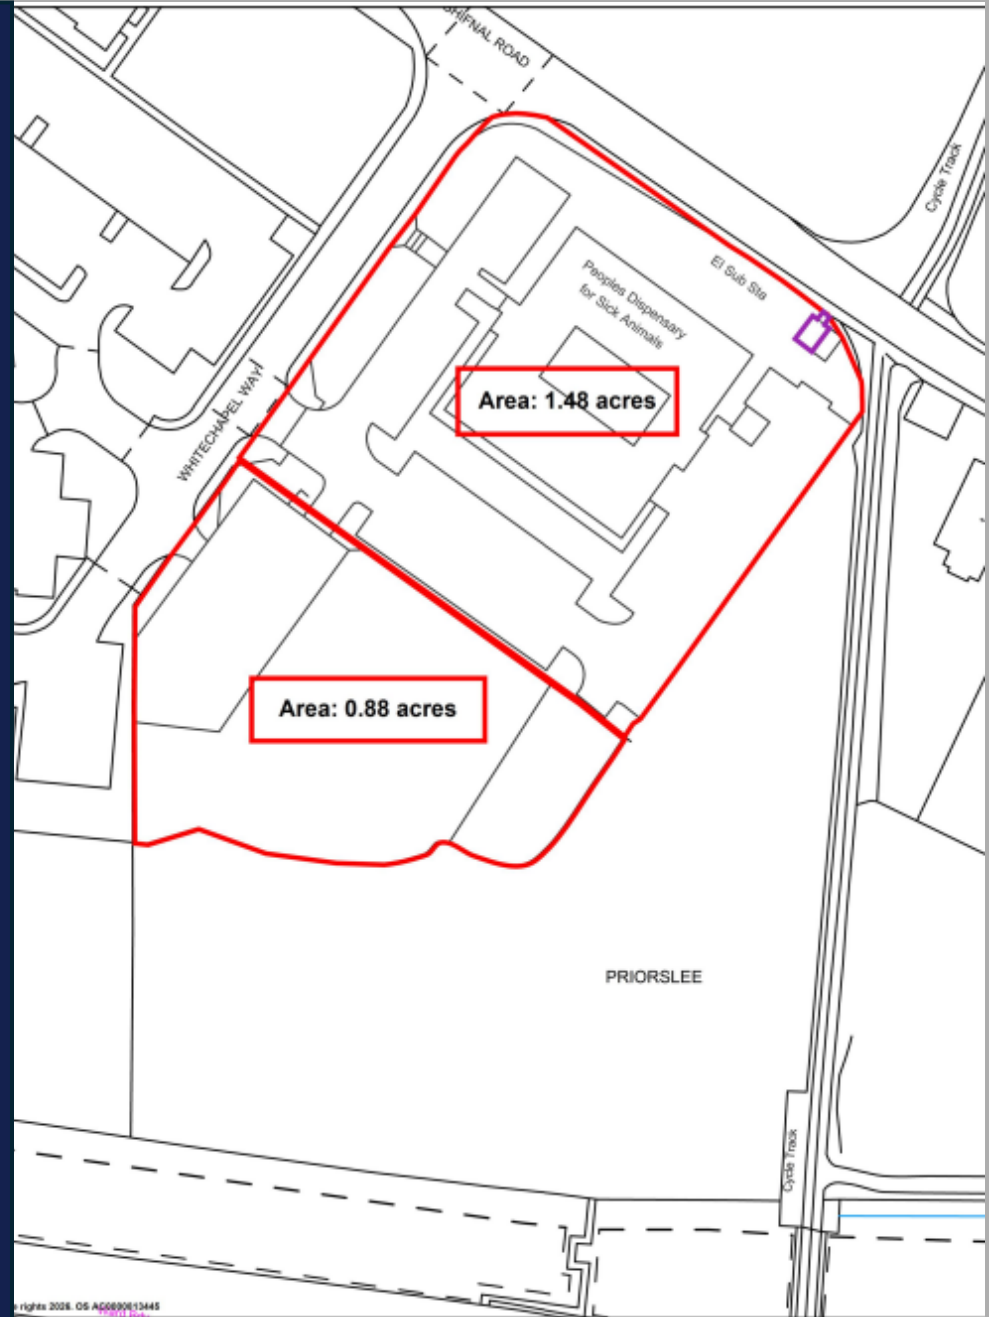 SHIFNAL ROAD
Cycle Track
El Sub Sta
Peoples Dispensary
for Sick Animals
Area: 1.48 acres
WHITECHAPEL WAY
Area: 0.88 acres
PRIORSLEE
Cycle Track
rights 2026. OS AC0000813445